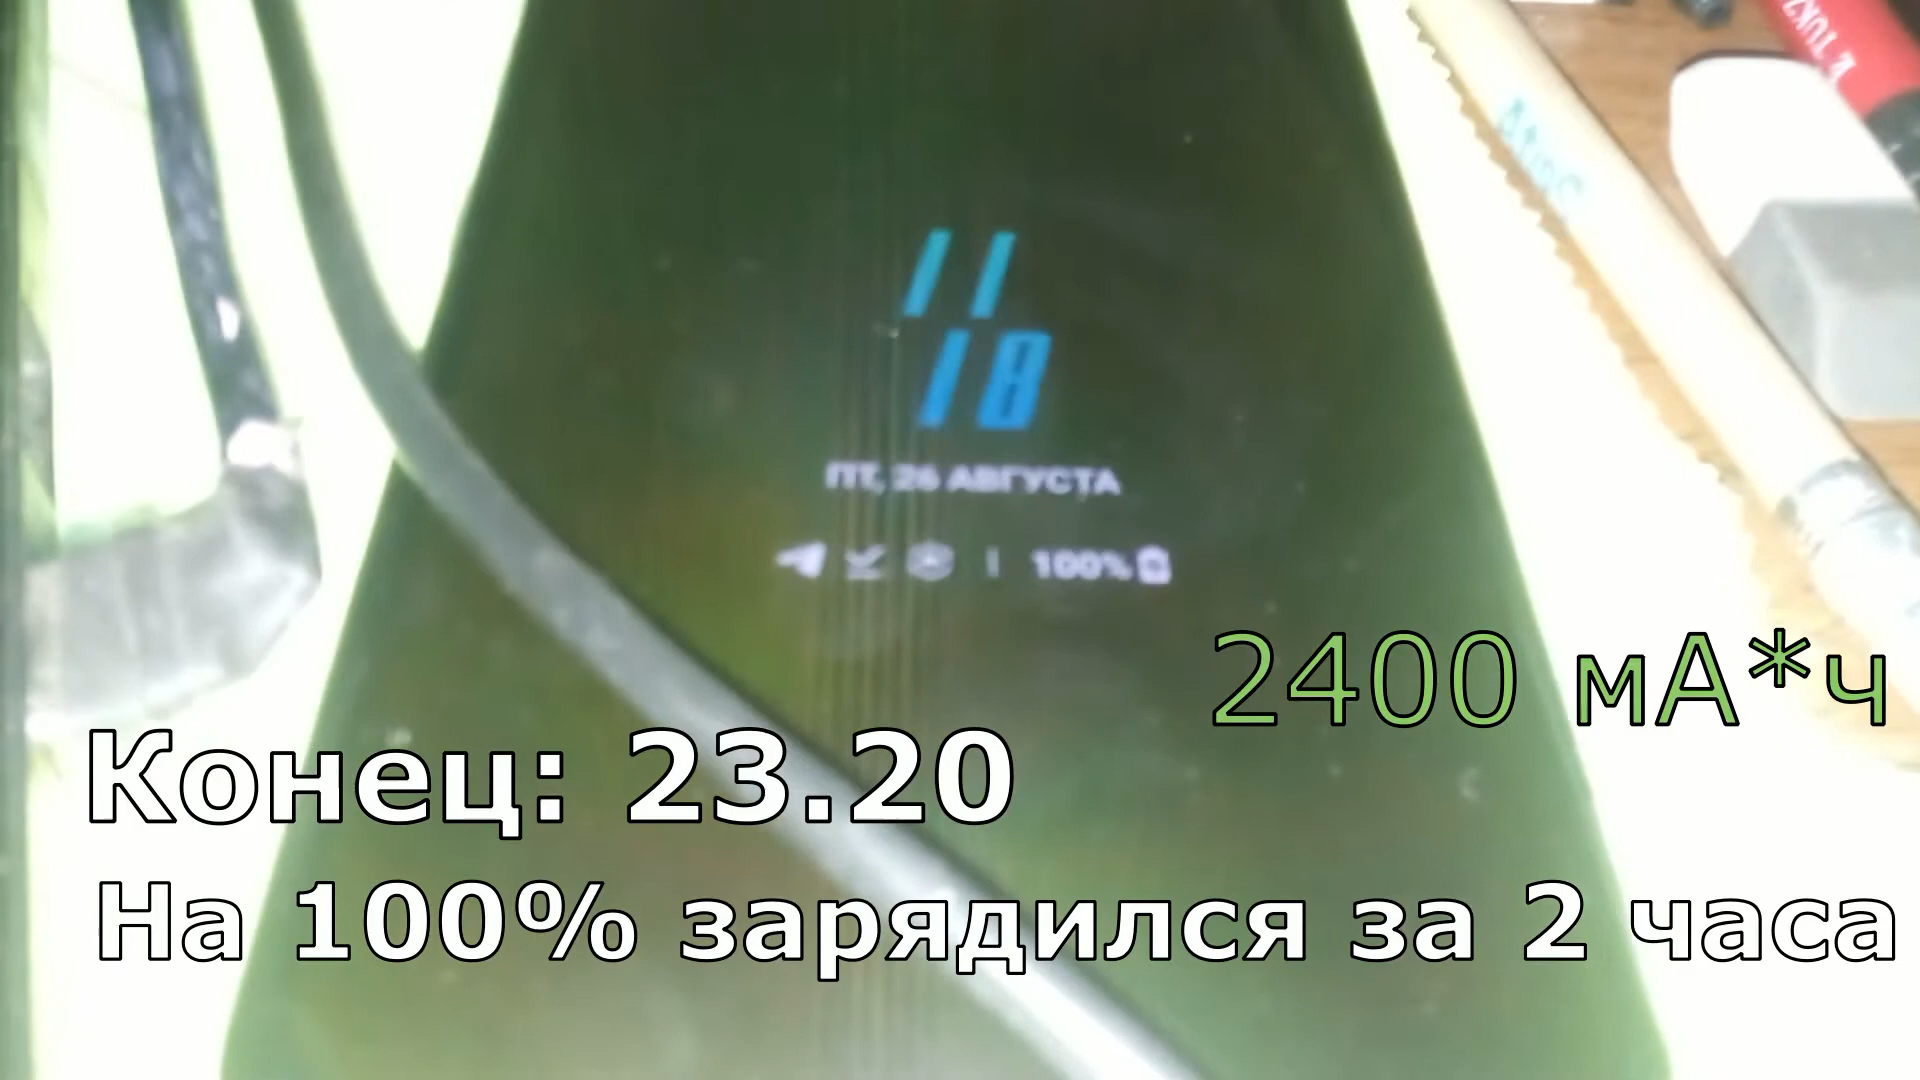 11
18
ПТ, 26 АВГУСТА
100%
2400 мА*ч
Конец: 23.20
На 100% зарядился за 2 часа